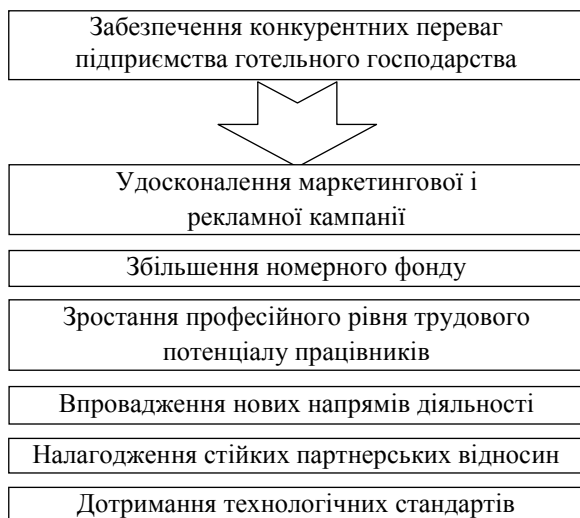 Забезпечення конкурентних переваг
підприємства готельного господарства
Удосконалення маркетингової і
рекламної кампанії
Збільшення номерного фонду
Зростання професійного рівня трудового
потенціалу працівників
Впровадження нових напрямів діяльності
Налагодження стійких партнерських відносин
Дотримання технологічних стандартів